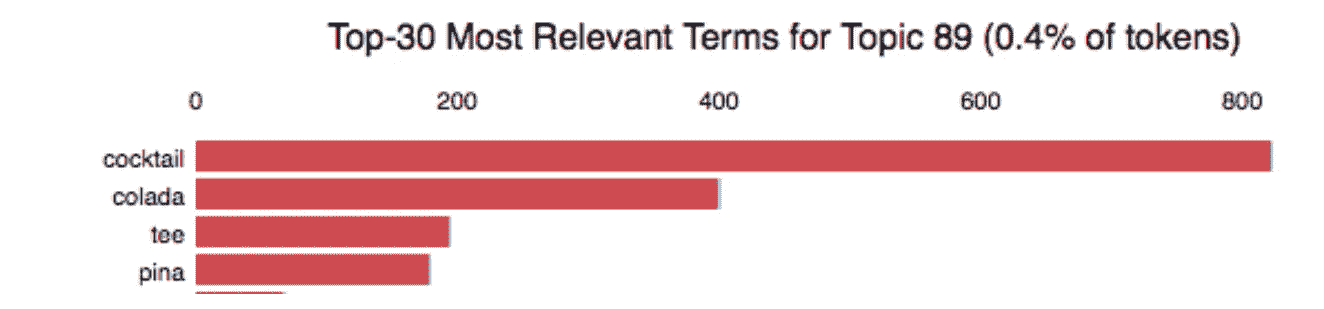 Top-30 Most Relevant Terms for Topic 89 (0.4% of tokens)
0 200 400 600 800
cocktail
colada
tee
pina